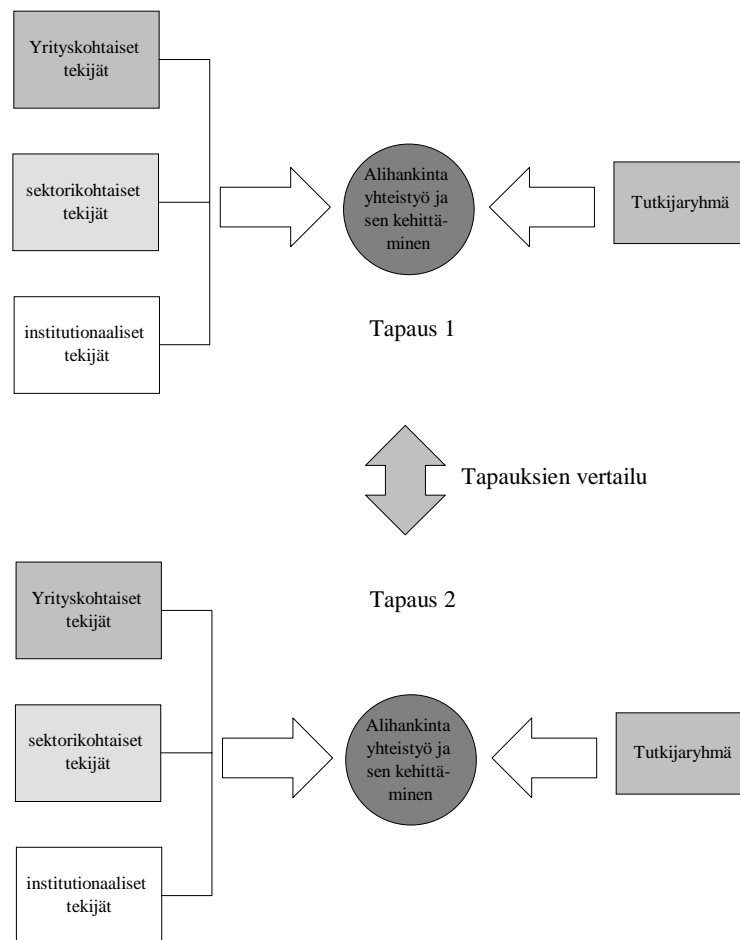 Yrityskohtaiset
tekijät
sektorikohtaiset
tekijät
institutionaaliset
tekijät
Alihankinta
yhteistyö ja
sen kehittä-
minen
Tutkijaryhmä
Tapaus 1
Tapauksien vertailu
Tapaus 2
Yrityskohtaiset
tekijät
sektorikohtaiset
tekijät
institutionaaliset
tekijät
Alihankinta
yhteistyö ja
sen kehittä-
minen
Tutkijaryhmä